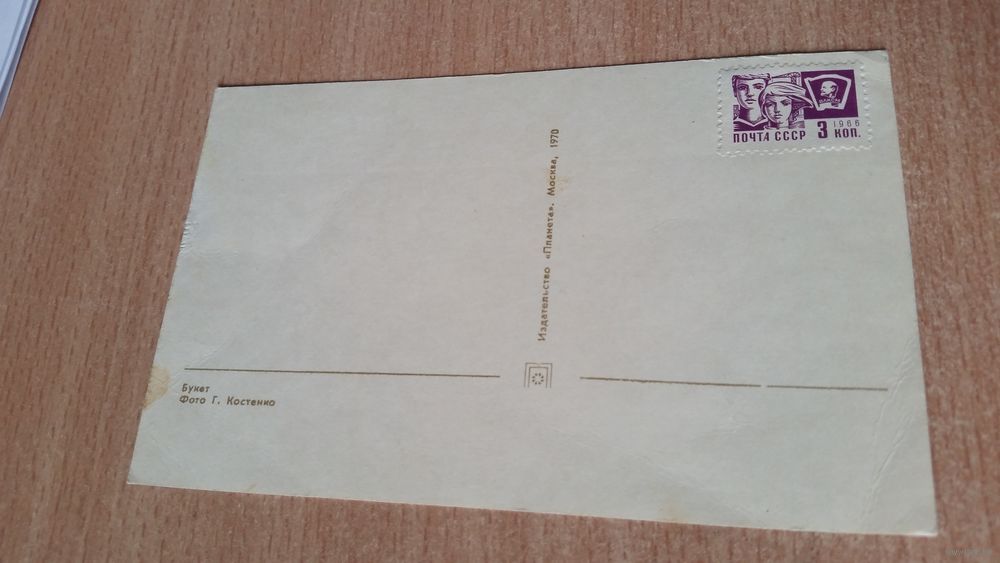 1966
ПОЧТА СССР 3 КОП.
Издательство «Планета». Москва, 1970
Букет
Фото Г. Костенко